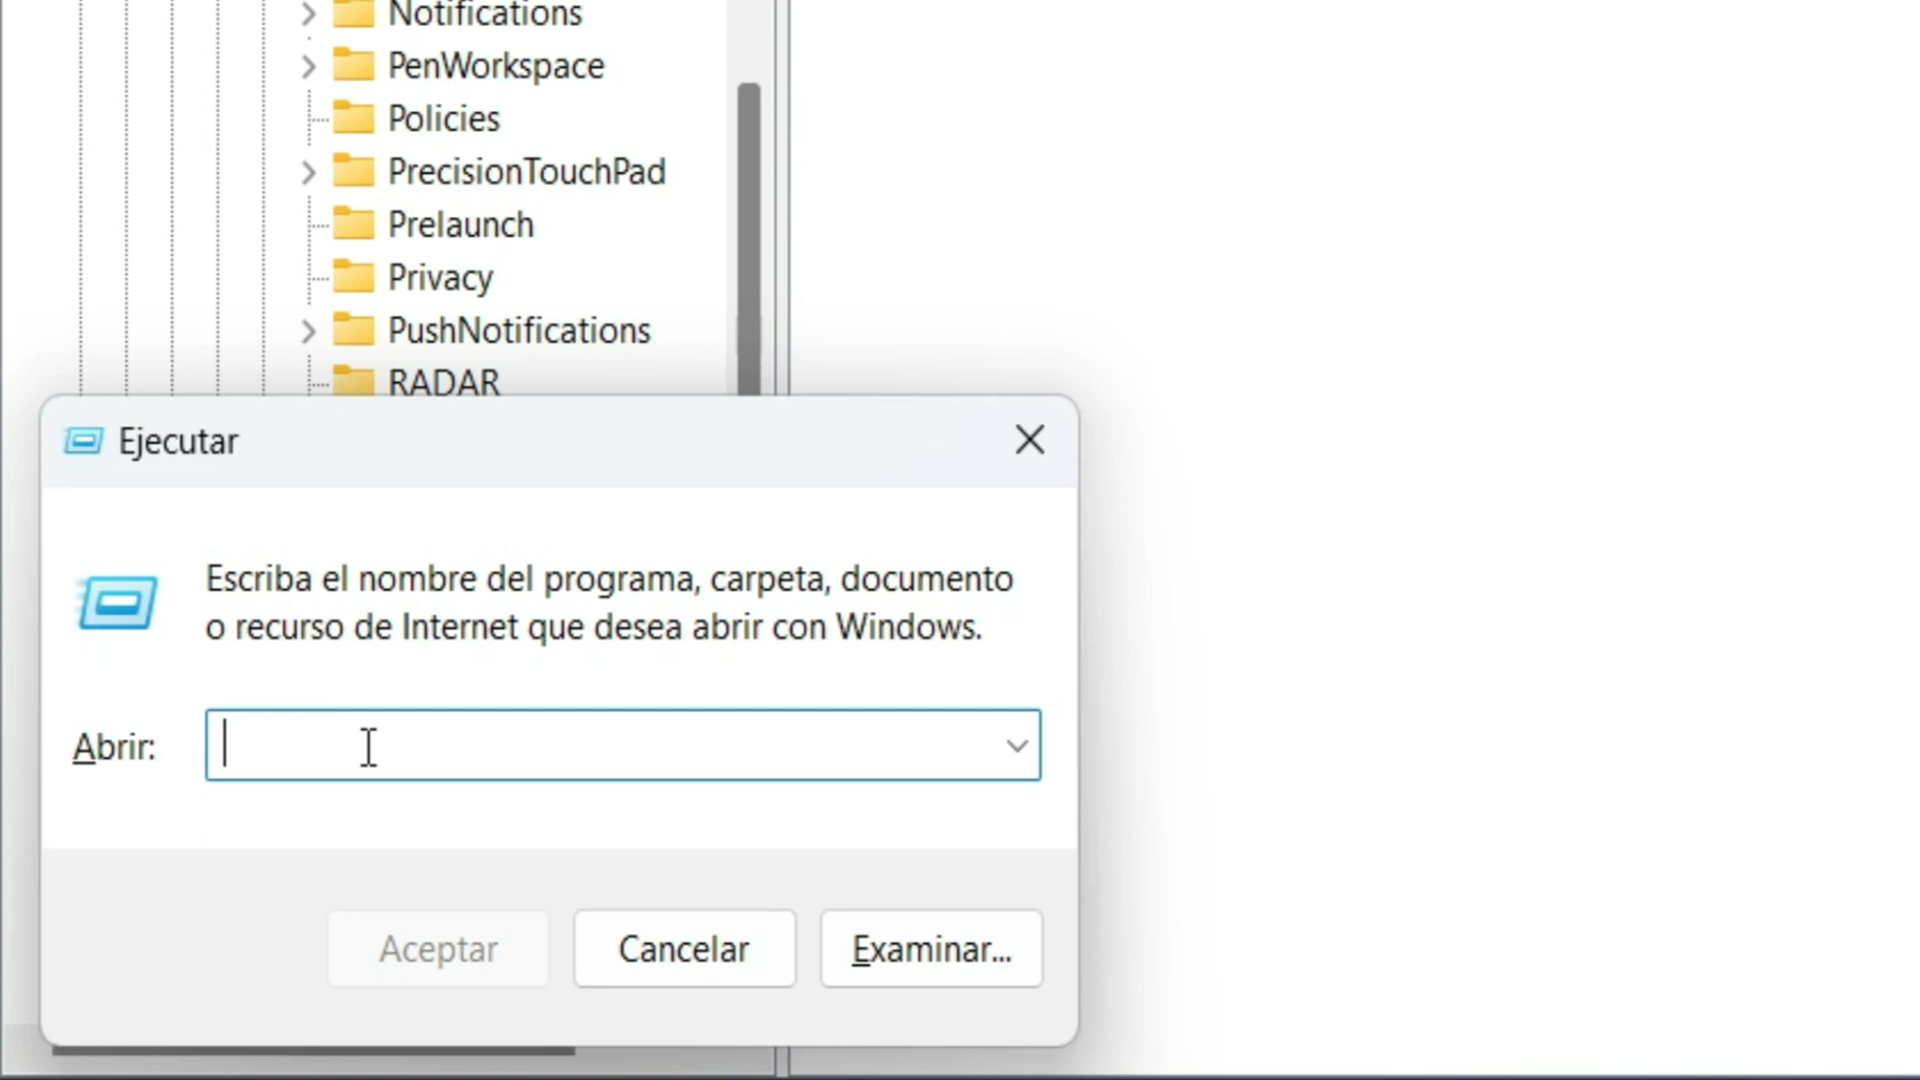 Notifications
PenWorkspace
Policies
PrecisionTouchPad
Prelaunch
Privacy
PushNotifications
RADAR
Ejecutar
Escriba el nombre del programa, carpeta, documento
o recurso de Internet que desea abrir con Windows.
Abrir:
Aceptar
Cancelar
Examinar...